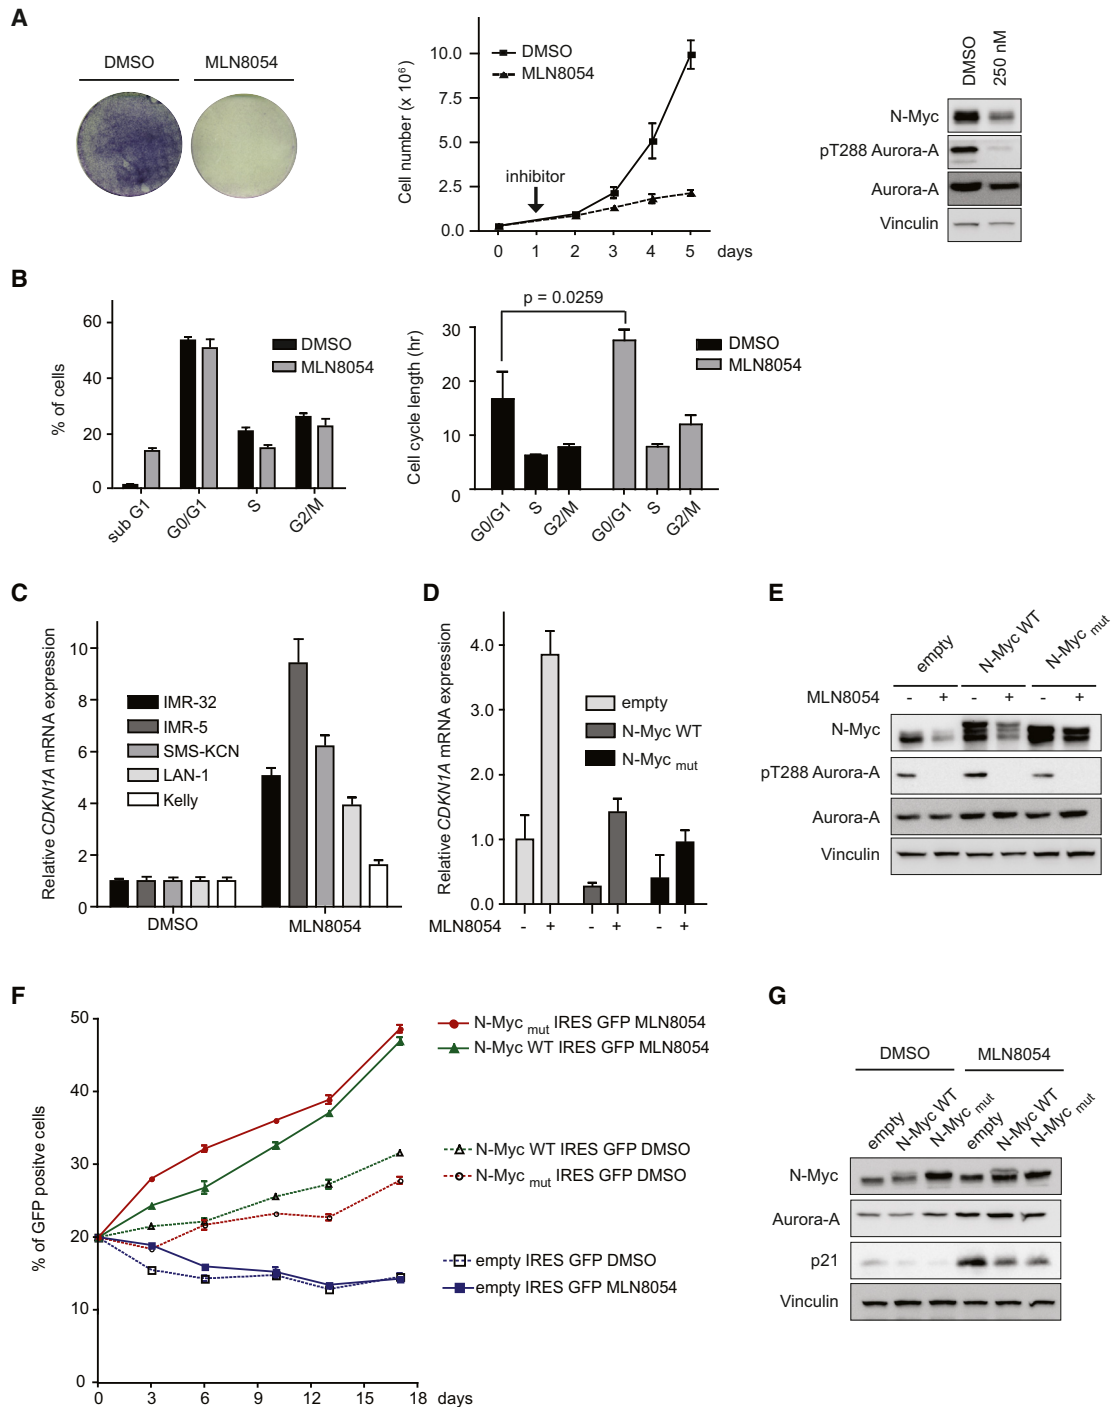 A
DMSO
MLN8054
Cell number (x 10⁶)
10.0
7.5
5.0
2.5
0.0
DMSO
MLN8054
inhibitor
0 1 2 3 4 5 days
DMSO
250 nM
N-Myc
pT288 Aurora-A
Aurora-A
Vinculin
B
% of cells
60
40
20
0
DMSO
MLN8054
sub G1
G0/G1
S
G2/M
p = 0.0259
Cell cycle length (hr)
30
20
10
0
DMSO
MLN8054
G0/G1
S
G2/M
G0/G1
S
G2/M
C
Relative CDKN1A mRNA expression
10
8
6
4
2
0
IMR-32
IMR-5
SMS-KCN
LAN-1
Kelly
DMSO
MLN8054
D
Relative CDKN1A mRNA expression
4.0
3.0
2.0
1.0
0.0
empty
N-Myc WT
N-Myc mut
MLN8054 - + - + - +
E
empty
N-Myc WT
N-Myc mut
MLN8054 - + - + - +
N-Myc
pT288 Aurora-A
Aurora-A
Vinculin
F
% of GFP positve cells
50
40
30
20
10
0
0 3 6 9 12 15 18 days
N-Myc mut IRES GFP MLN8054
N-Myc WT IRES GFP MLN8054
N-Myc WT IRES GFP DMSO
N-Myc mut IRES GFP DMSO
empty IRES GFP DMSO
empty IRES GFP MLN8054
G
DMSO
MLN8054
empty
N-Myc WT
N-Myc mut
empty
N-Myc WT
N-Myc mut
N-Myc
Aurora-A
p21
Vinculin